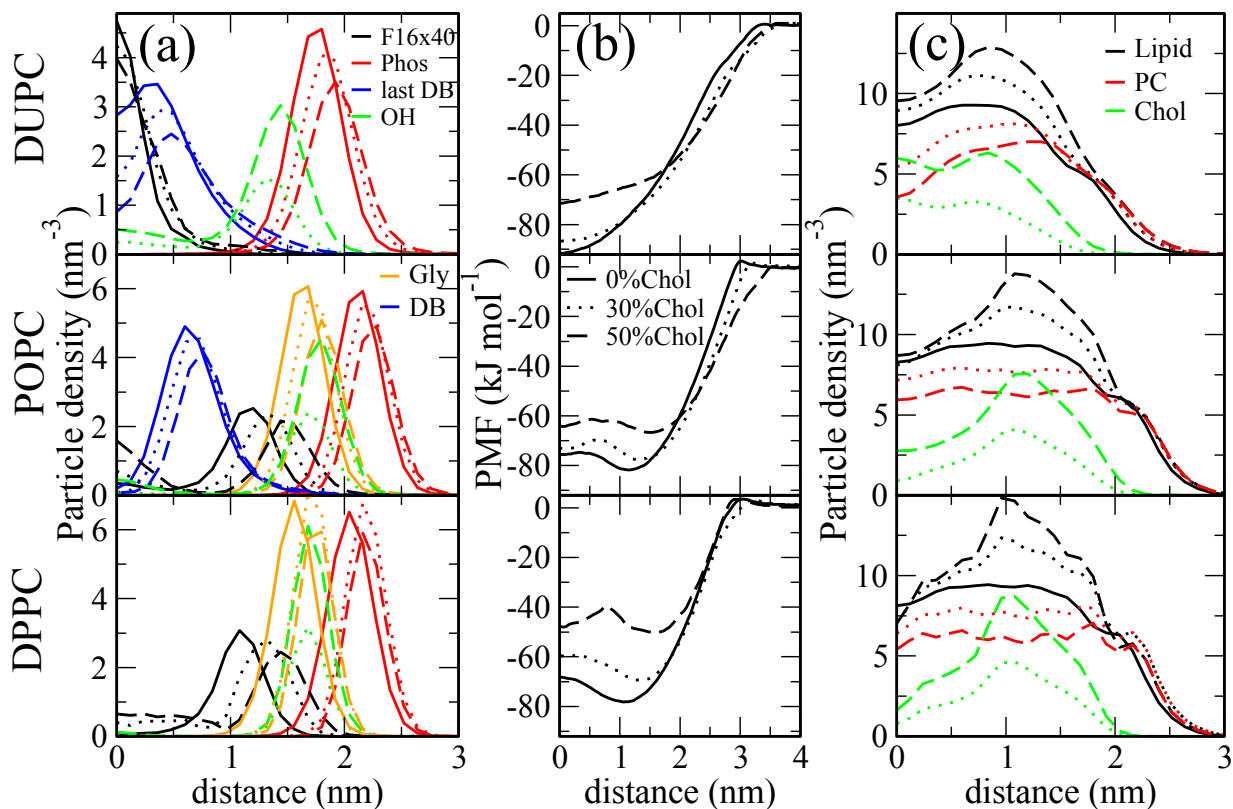 (a)
F16x40
Phos
last DB
OH
4
3
2
1
0
DUPC
(b)
0
-20
-40
-60
-80
(c)
Lipid
PC
Chol
10
5
0
Gly
DB
6
4
2
0
POPC
Particle density (nm-3)
0%Chol
30%Chol
50%Chol
0
-20
-40
-60
-80
PMF (kJ mol-1)
10
5
0
Particle density (nm-3)
6
4
2
0
DPPC
0
-20
-40
-60
-80
10
5
0
0 1 2 3
distance (nm)
0 1 2 3 4
distance (nm)
0 1 2 3
distance (nm)